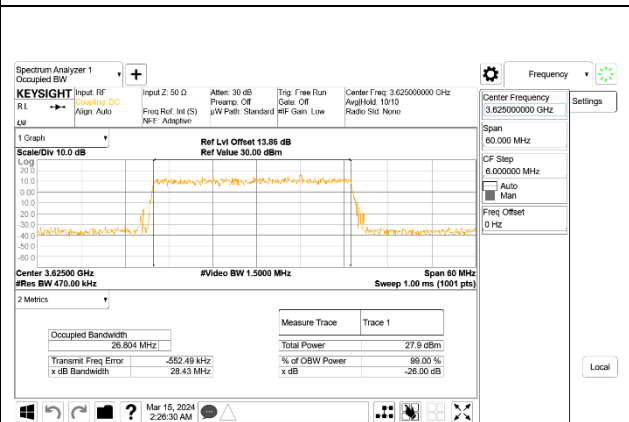 Spectrum Analyzer 1
Occupied BW
Frequency
KEYSIGHT
Input: RF
Coupling: DC
Align: Auto
Input Z: 50 Ω
Freq Ref: Int (S)
NFE: Adaptive
Atten: 30 dB
Preamp: Off
µW Path: Standard
Trig: Free Run
Gate: Off
#IF Gain: Low
Center Freq: 3.625000000 GHz
Avg|Hold: 10/10
Radio Std: None
RL
Center Frequency
3.625000000 GHz
Settings
Span
60.000 MHz
CF Step
6.000000 MHz
Auto
Man
Freq Offset
0 Hz
1 Graph
Scale/Div 10.0 dB
Ref Lvl Offset 13.86 dB
Ref Value 30.00 dBm
Log
20.0
10.0
0.00
-10.0
-20.0
-30.0
-40.0
-50.0
-60.0
Center 3.62500 GHz
#Video BW 1.5000 MHz
Span 60 MHz
#Res BW 470.00 kHz
Sweep 1.00 ms (1001 pts)
2 Metrics
Measure Trace
Trace 1
Occupied Bandwidth
26.804 MHz
Total Power
27.9 dBm
Transmit Freq Error
-552.49 kHz
% of OBW Power
99.00 %
x dB Bandwidth
28.43 MHz
x dB
-26.00 dB
Local
Mar 15, 2024
2:26:30 AM